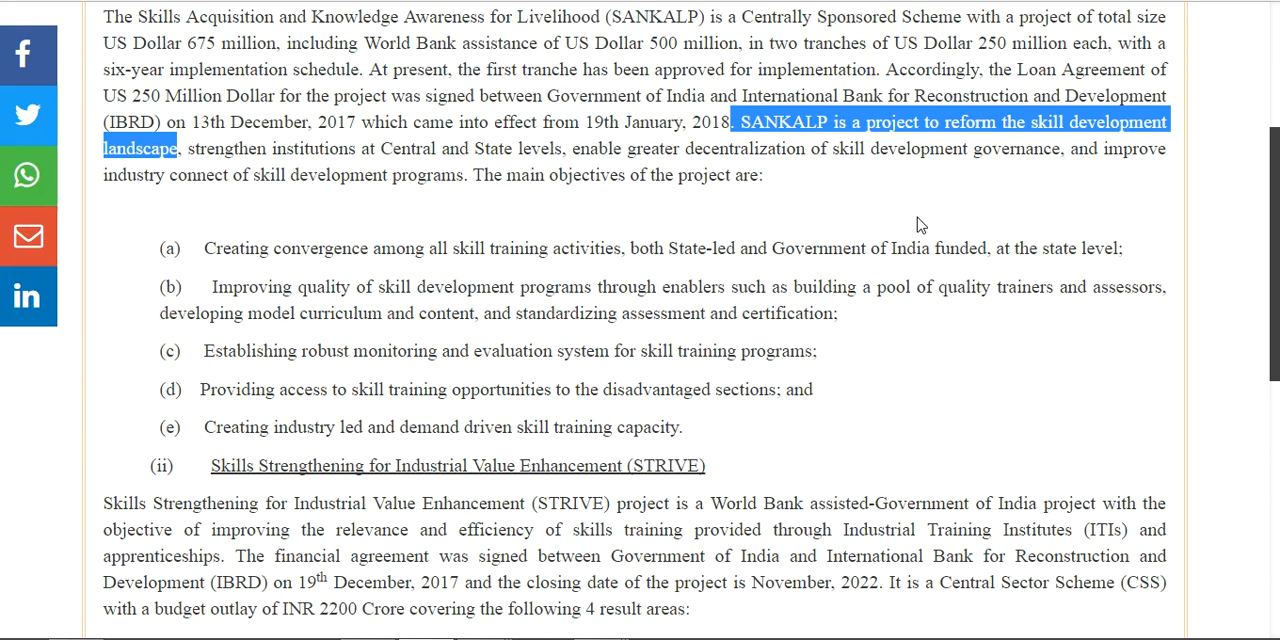 The Skills Acquisition and Knowledge Awareness for Livelihood (SANKALP) is a Centrally Sponsored Scheme with a project of total size
US Dollar 675 million, including World Bank assistance of US Dollar 500 million, in two tranches of US Dollar 250 million each, with a
six-year implementation schedule. At present, the first tranche has been approved for implementation. Accordingly, the Loan Agreement of
US 250 Million Dollar for the project was signed between Government of India and International Bank for Reconstruction and Development
(IBRD) on 13th December, 2017 which came into effect from 19th January, 2018. SANKALP is a project to reform the skill development
landscape, strengthen institutions at Central and State levels, enable greater decentralization of skill development governance, and improve
industry connect of skill development programs. The main objectives of the project are:
(a) Creating convergence among all skill training activities, both State-led and Government of India funded, at the state level;
(b) Improving quality of skill development programs through enablers such as building a pool of quality trainers and assessors,
developing model curriculum and content, and standardizing assessment and certification;
(c) Establishing robust monitoring and evaluation system for skill training programs;
(d) Providing access to skill training opportunities to the disadvantaged sections; and
(e) Creating industry led and demand driven skill training capacity.
(ii) Skills Strengthening for Industrial Value Enhancement (STRIVE)
Skills Strengthening for Industrial Value Enhancement (STRIVE) project is a World Bank assisted-Government of India project with the
objective of improving the relevance and efficiency of skills training provided through Industrial Training Institutes (ITIs) and
apprenticeships. The financial agreement was signed between Government of India and International Bank for Reconstruction and
Development (IBRD) on 19th December, 2017 and the closing date of the project is November, 2022. It is a Central Sector Scheme (CSS)
with a budget outlay of INR 2200 Crore covering the following 4 result areas: